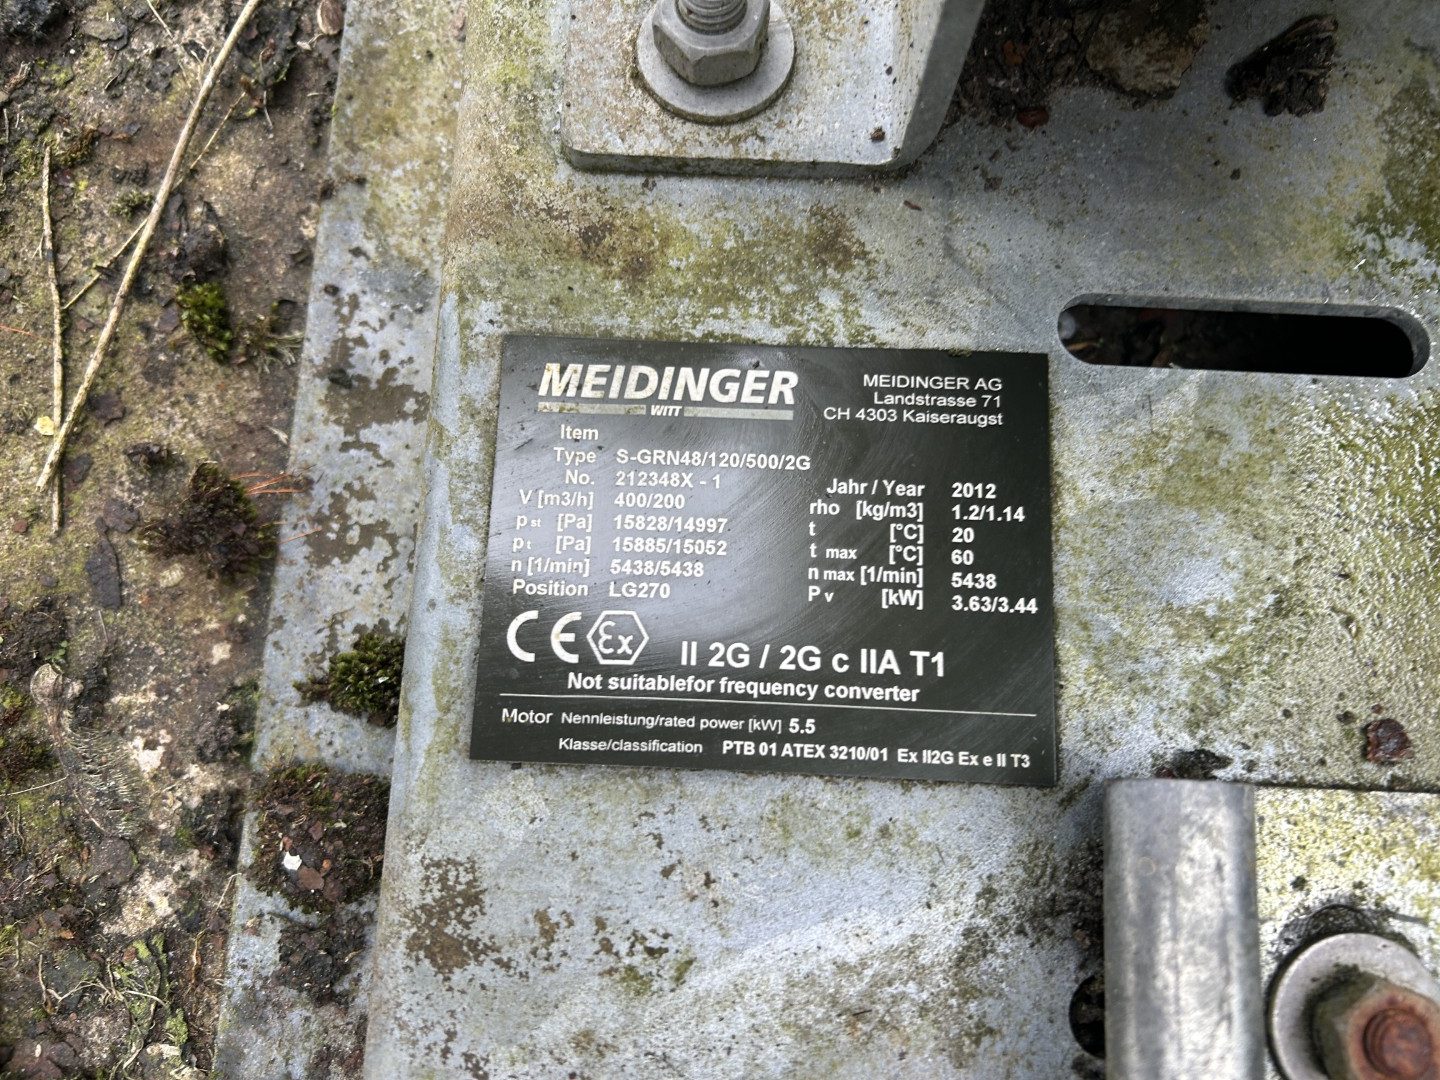 MEIDINGER
WITT
MEIDINGER AG
Landstrasse 71
CH 4303 Kaiseraugst
Item
Type S-GRN48/120/500/2G
No. 212348X - 1
V [m3/h] 400/200
p st [Pa] 15828/14997
p t [Pa] 15885/15052
n [1/min] 5438/5438
Position LG270
Jahr / Year 2012
rho [kg/m3] 1.2/1.14
t [°C] 20
t max [°C] 60
n max [1/min] 5438
P v [kW] 3.63/3.44
CE Ex II 2G / 2G c IIA T1
Not suitablefor frequency converter
Motor Nennleistung/rated power [kW] 5.5
Klasse/classification PTB 01 ATEX 3210/01 Ex II2G Ex e II T3